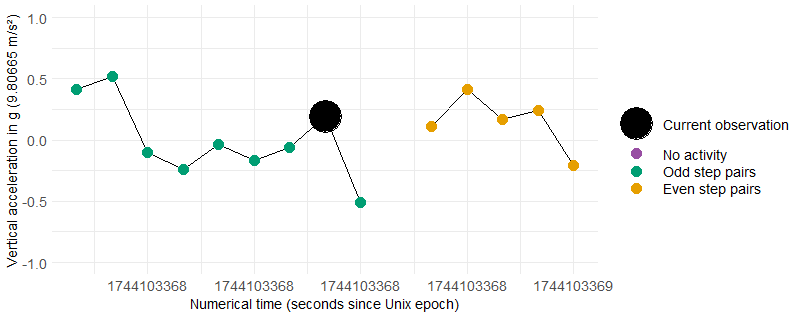 Vertical acceleration in g (9.80665 m/s²)
1.0
0.5
0.0
-0.5
-1.0
1744103368 1744103368 1744103368 1744103368 1744103369
Numerical time (seconds since Unix epoch)
Current observation
No activity
Odd step pairs
Even step pairs